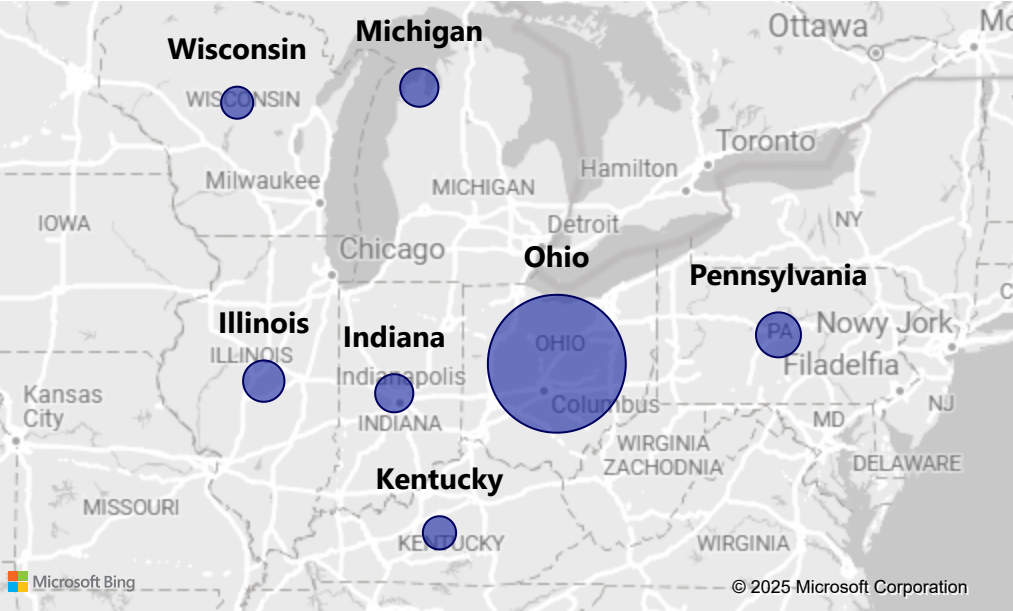 Ottawa
Mo
Michigan
Wisconsin
WISCONSIN
Toronto
Hamilton
Milwaukee
MICHIGAN
IOWA
Detroit
NY
Chicago
Ohio
Pennsylvania
C
Illinois
Indiana
PA
Nowy Jork
OHIO
ILLINOIS
Filadelfia
Indianapolis
Kansas
City
Columbus
NJ
INDIANA
MD
WIRGINIA
ZACHODNIA
DELAWARE
Kentucky
MISSOURI
KENTUCKY
WIRGINIA
Microsoft Bing
© 2025 Microsoft Corporation